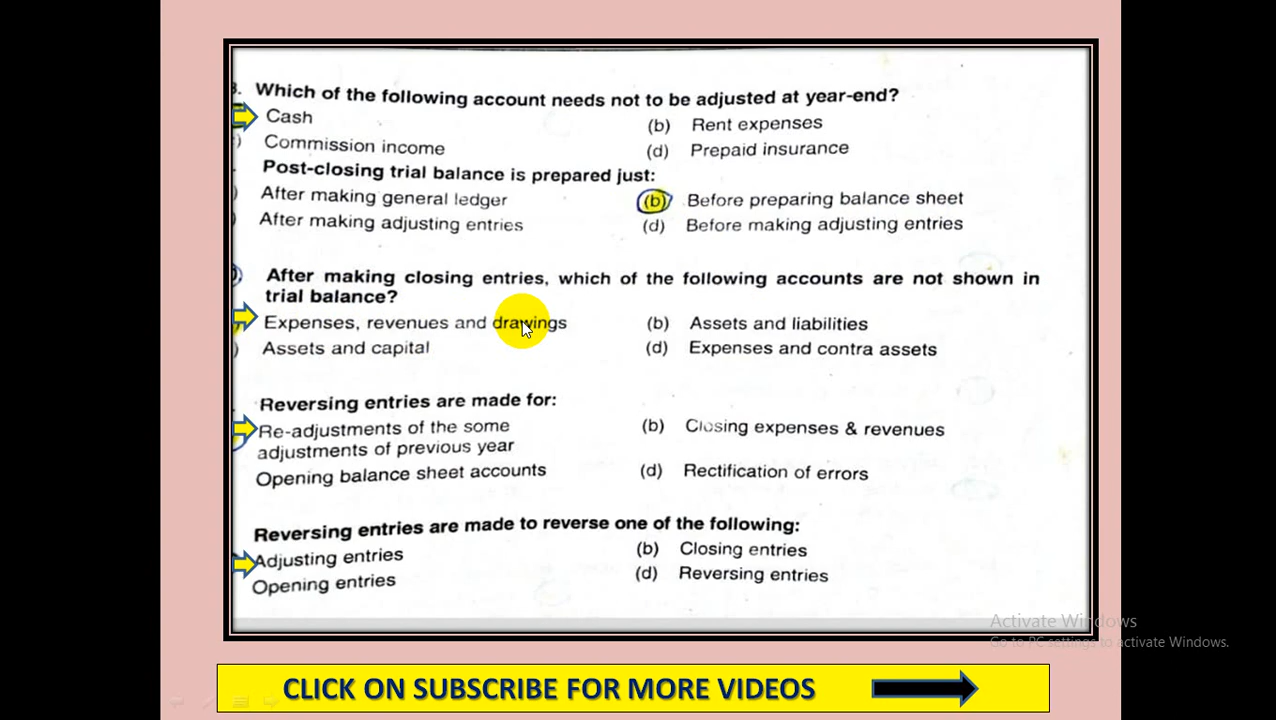 3. Which of the following account needs not to be adjusted at year-end?
Cash (b) Rent expenses
) Commission income (d) Prepaid insurance
Post-closing trial balance is prepared just:
) After making general ledger (b) Before preparing balance sheet
) After making adjusting entries (d) Before making adjusting entries
After making closing entries, which of the following accounts are not shown in
trial balance?
Expenses, revenues and drawings (b) Assets and liabilities
) Assets and capital (d) Expenses and contra assets
Reversing entries are made for:
Re-adjustments of the some (b) Closing expenses & revenues
adjustments of previous year
Opening balance sheet accounts (d) Rectification of errors
Reversing entries are made to reverse one of the following:
Adjusting entries (b) Closing entries
Opening entries (d) Reversing entries
Activate Windows
Go to PC settings to activate Windows.
CLICK ON SUBSCRIBE FOR MORE VIDEOS